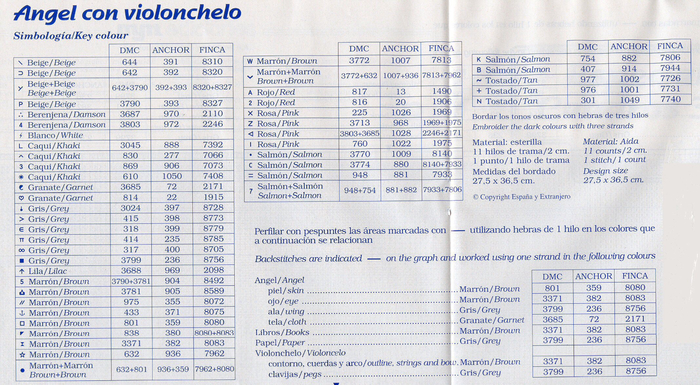 Angel con violonchelo
Simbología/Key colour
DMC ANCHOR FINCA
Beige/Beige 644 391 8310
Beige/Beige 642 392 8320
Beige+Beige
Beige+Beige 642+3790 392+393 8320+8327
P Beige/Beige 3790 393 8327
Berenjena/Damson 3687 970 2110
4 Berenjena/Damson 3803 972 2246
Blanco/White
L Caqui/Khaki 3045 888 7392
Caqui/Khaki 830 277 7066
3 Caqui/Khaki 869 906 7073
Caqui/Khaki 610 1050 7408
Granate/Garnet 3685 72 2171
Granate/Garnet 814 22 1915
Gris/Grey 3024 397 8728
> Gris/Grey 415 398 8773
Gris/Grey 318 399 8779
π Gris/Grey 414 235 8785
∞ Gris/Grey 317 400 8705
■ Gris/Grey 3799 236 8756
↑ Lila/Lilac 3688 969 2098
5 Marrón/Brown 3790+3781 904 8492
Marrón/Brown 3781 905 8589
// Marrón/Brown 975 355 8072
Marrón/Brown 433 371 8075
□ Marrón/Brown 801 359 8080
Marrón/Brown 838 380 8080+8083
Marrón/Brown 3371 382 8083
☆ Marrón/Brown 632 936 7962
● Marrón+Marrón
Brown+Brown 632+801 936+359 7962+8080
DMC ANCHOR FINCA
W Marrón/Brown 3772 1007 7813
Marrón+Marrón
Brown+Brown 3772+632 1007+936 7813+7962
A Rojo/Red 817 13 1490
2 Rojo/Red 816 20 1906
X Rosa/Pink 225 1026 1969
Z Rosa/Pink 3713 968 1969+1975
Rosa/Pink 3803+3685 1028 2246+2171
I Rosa/Pink 760 1022 1975
• Salmón/Salmon 3770 1009 8140
Salmón/Salmon 3774 880 8140+7933
= Salmón/Salmon 948 881 7933
7 Salmón+Salmón
Salmon+Salmon 948+754 881+882 7933+7806
DMC ANCHOR FINCA
K Salmón/Salmon 754 882 7806
B Salmón/Salmon 407 914 7944
~ Tostado/Tan 977 1002 7726
+ Tostado/Tan 976 1001 7731
N Tostado/Tan 301 1049 7740
Bordar los tonos oscuros con hebras de tres hilos
Embroider the dark colours with three strands
Material: esterilla
11 hilos de trama/2 cm.
1 punto/1 hilo de trama
Medidas del bordado
27,5 x 36,5 cm.
Material: Aida
11 counts/2 cm.
1 stitch/1 count
Design size
27,5 x 36,5 cm.
© Copyright España y Extranjero
Perfilar con pespuntes las áreas marcadas con — utilizando hebras de 1 hilo en los colores que
a continuación se relacionan
Backstitches are indicated — on the graph and worked using one strand in the following colours
DMC ANCHOR FINCA
Angel/Angel
piel/skin Marrón/Brown 801 359 8080
ojo/eye Marrón/Brown 3371 382 8083
ala/wing Gris/Grey 3799 236 8756
tela/cloth Granate/Garnet 3685 72 2171
Libros/Books Marrón/Brown 3371 382 8083
Papel/Paper Gris/Grey 3799 236 8756
Violonchelo/Violoncelo
contorno, cuerdas y arco/outline, strings and bow. Marrón/Brown 3371 382 8083
clavijas/pegs Gris/Grey 3799 236 8756